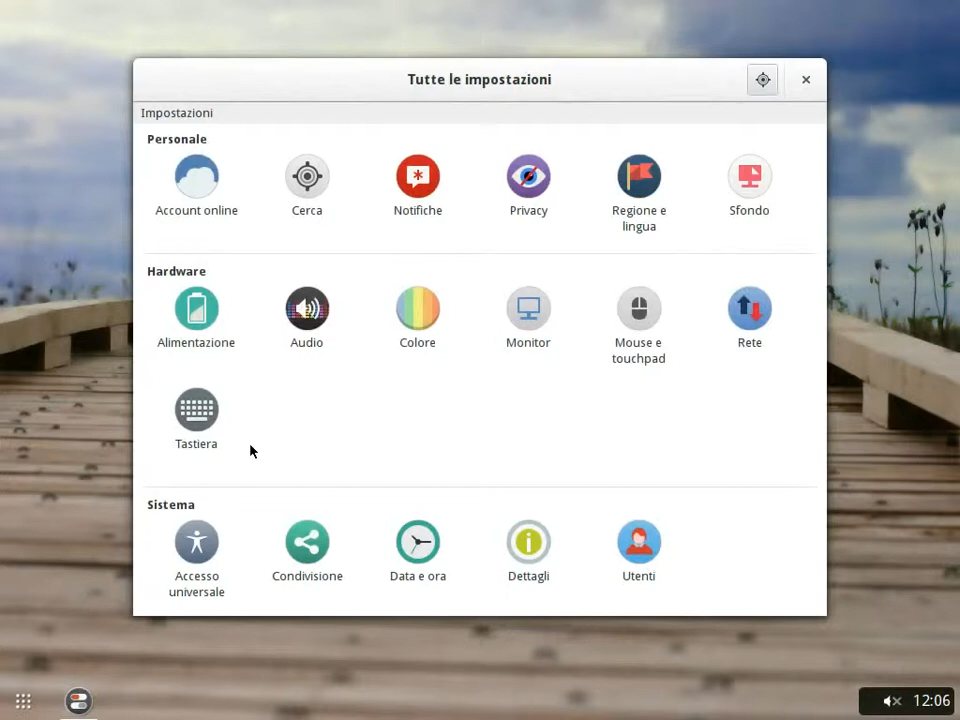 Tutte le impostazioni
Impostazioni
Personale
Account online
Cerca
Notifiche
Privacy
Regione e
lingua
Sfondo
Hardware
Alimentazione
Audio
Colore
Monitor
Mouse e
touchpad
Rete
Tastiera
Sistema
Accesso
universale
Condivisione
Data e ora
Dettagli
Utenti
12:06